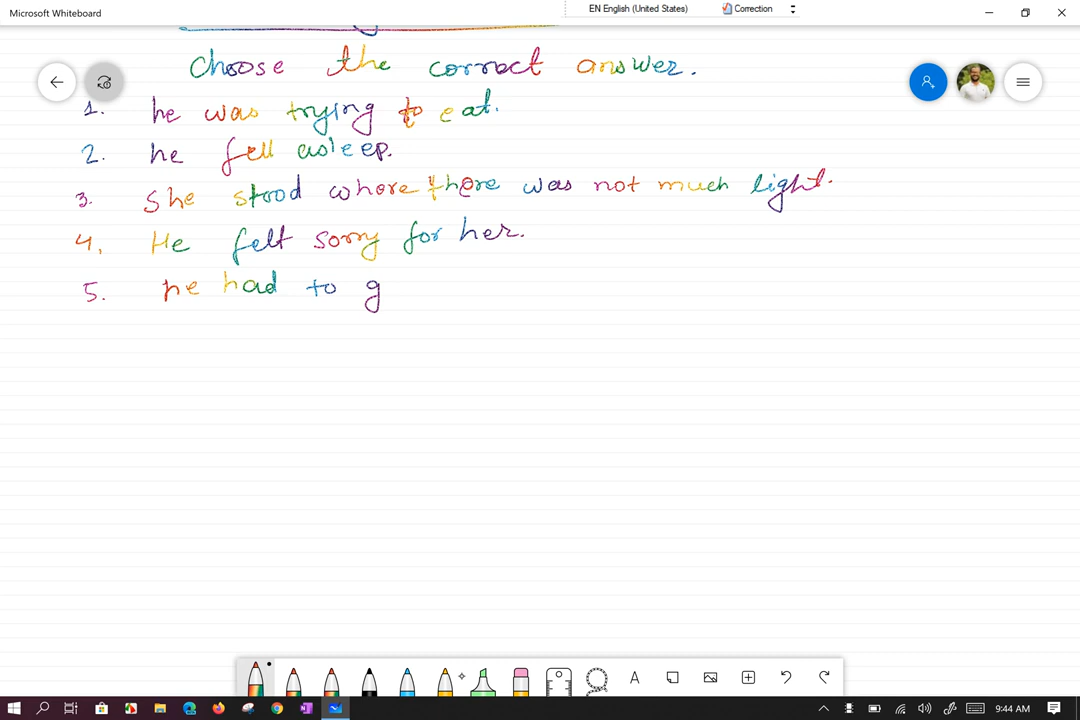 Microsoft Whiteboard
EN English (United States) Correction
choose the correct answer.
1. he was trying to eat.
2. he fell asleep.
3. She stood where there was not much light.
4. He felt sorry for her.
5. he had to g
A
9:44 AM